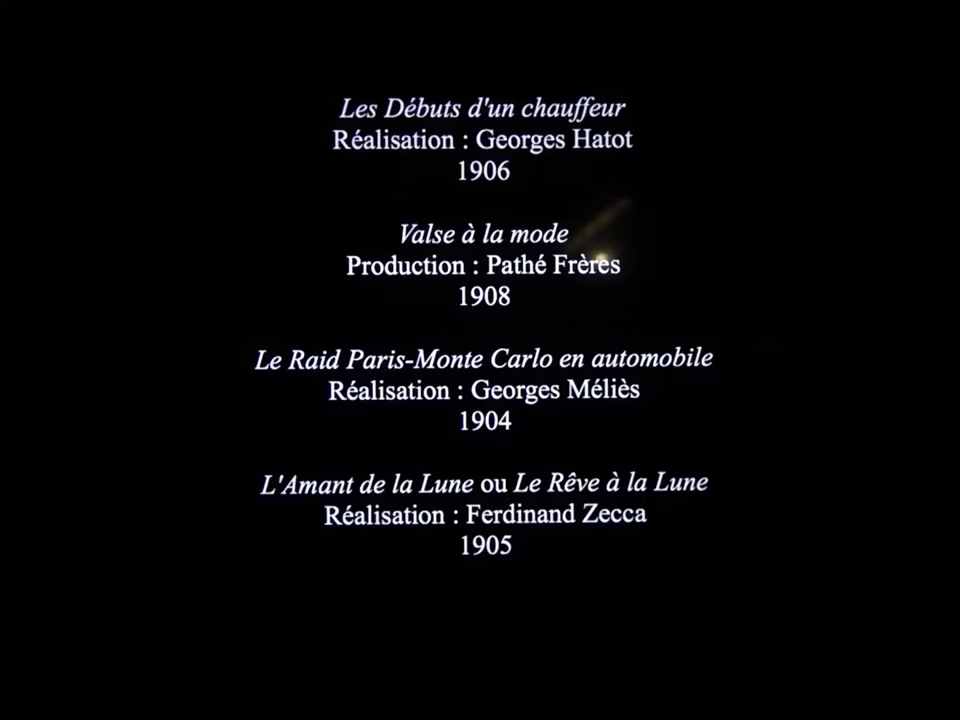 Les Débuts d'un chauffeur
Réalisation : Georges Hatot
1906
Valse à la mode
Production : Pathé Frères
1908
Le Raid Paris-Monte Carlo en automobile
Réalisation : Georges Méliès
1904
L'Amant de la Lune ou Le Rêve à la Lune
Réalisation : Ferdinand Zecca
1905